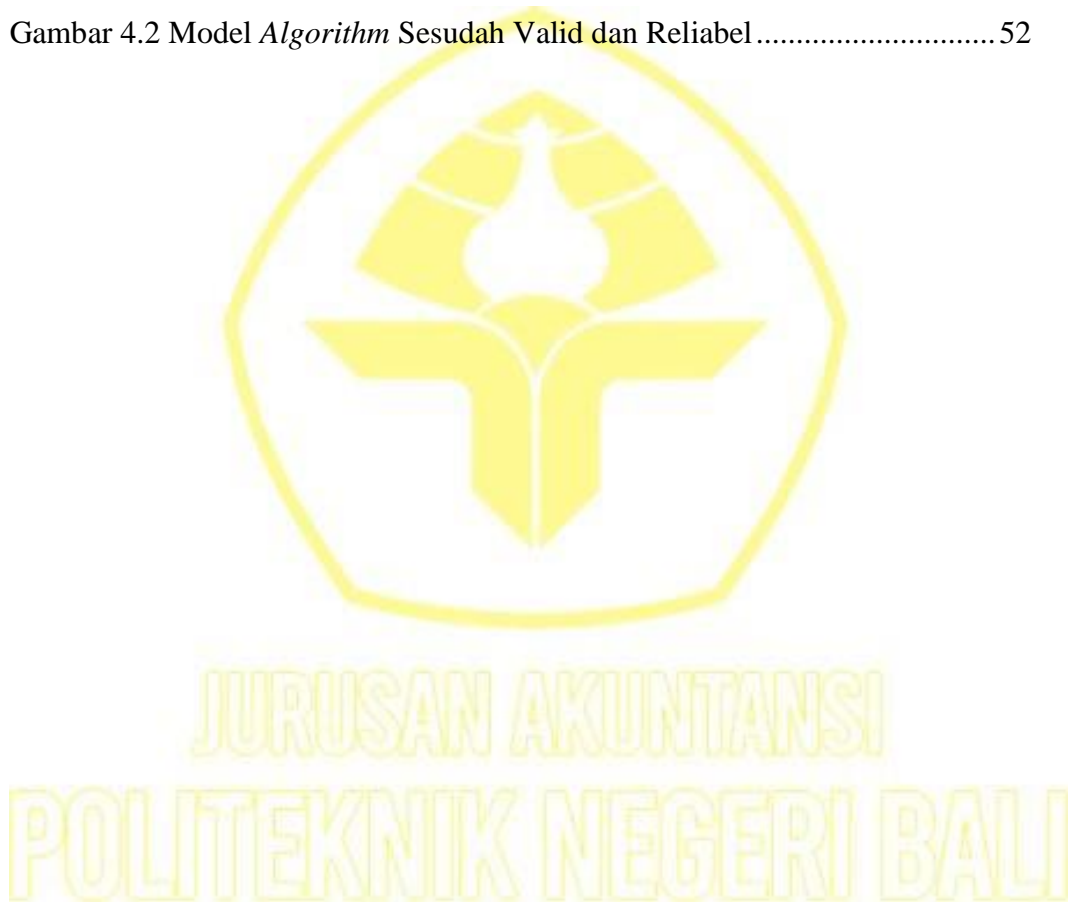 Gambar 4.2 Model Algorithm Sesudah Valid dan Reliabel............................ 52
JURUSAN AKUNTANSI
POLITEKNIK NEGERI BALI